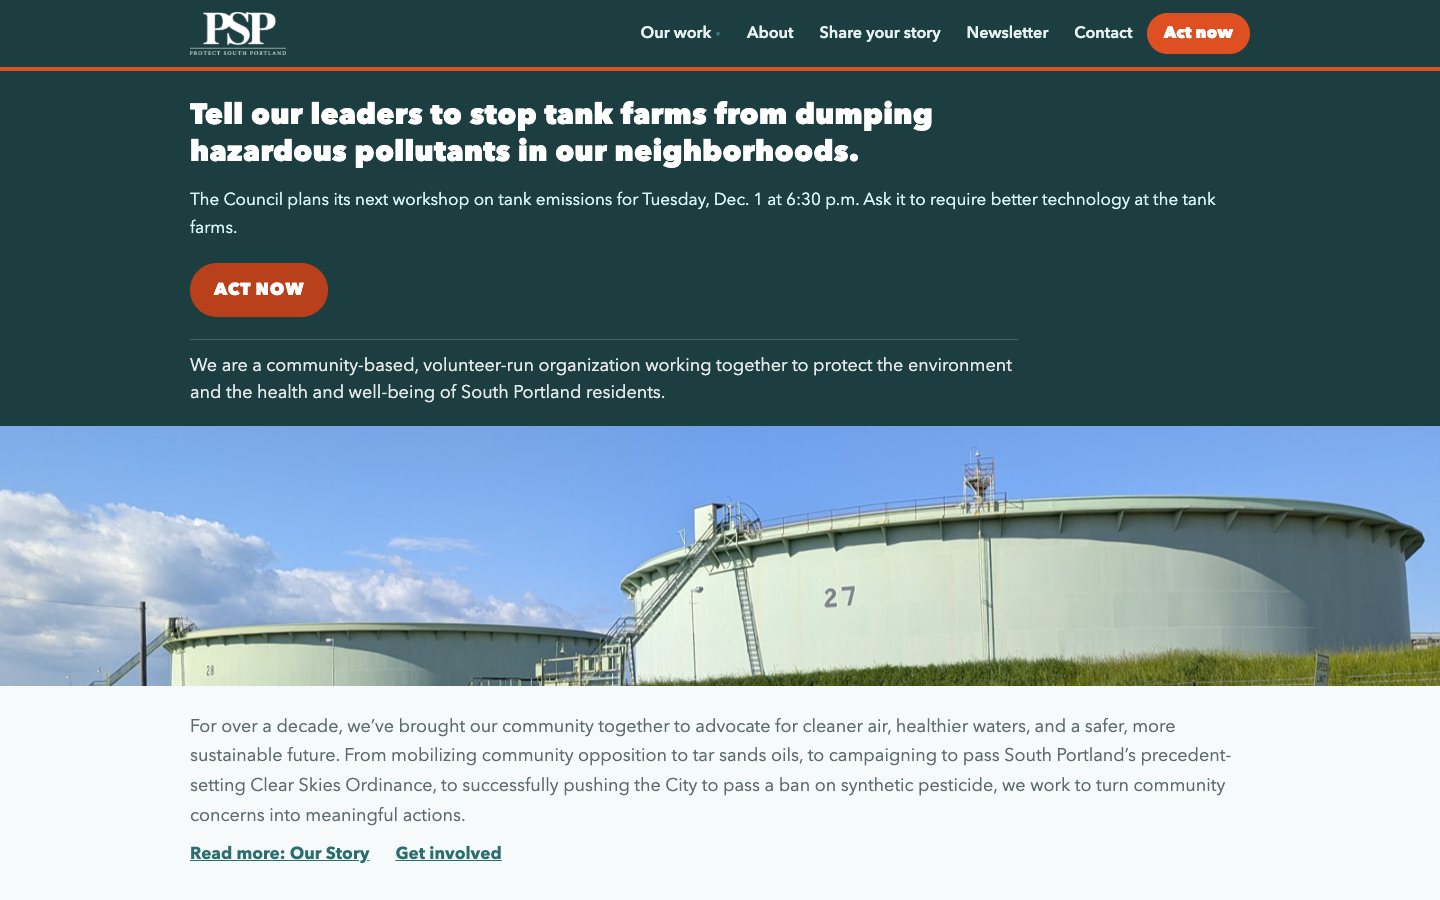 PSP
PROTECT SOUTH PORTLAND
Our work
About
Share your story
Newsletter
Contact
Act now
Tell our leaders to stop tank farms from dumping
hazardous pollutants in our neighborhoods.
The Council plans its next workshop on tank emissions for Tuesday, Dec. 1 at 6:30 p.m. Ask it to require better technology at the tank
farms.
ACT NOW
We are a community-based, volunteer-run organization working together to protect the environment
and the health and well-being of South Portland residents.
27
28
For over a decade, we’ve brought our community together to advocate for cleaner air, healthier waters, and a safer, more
sustainable future. From mobilizing community opposition to tar sands oils, to campaigning to pass South Portland’s precedent-
setting Clear Skies Ordinance, to successfully pushing the City to pass a ban on synthetic pesticide, we work to turn community
concerns into meaningful actions.
Read more: Our Story
Get involved